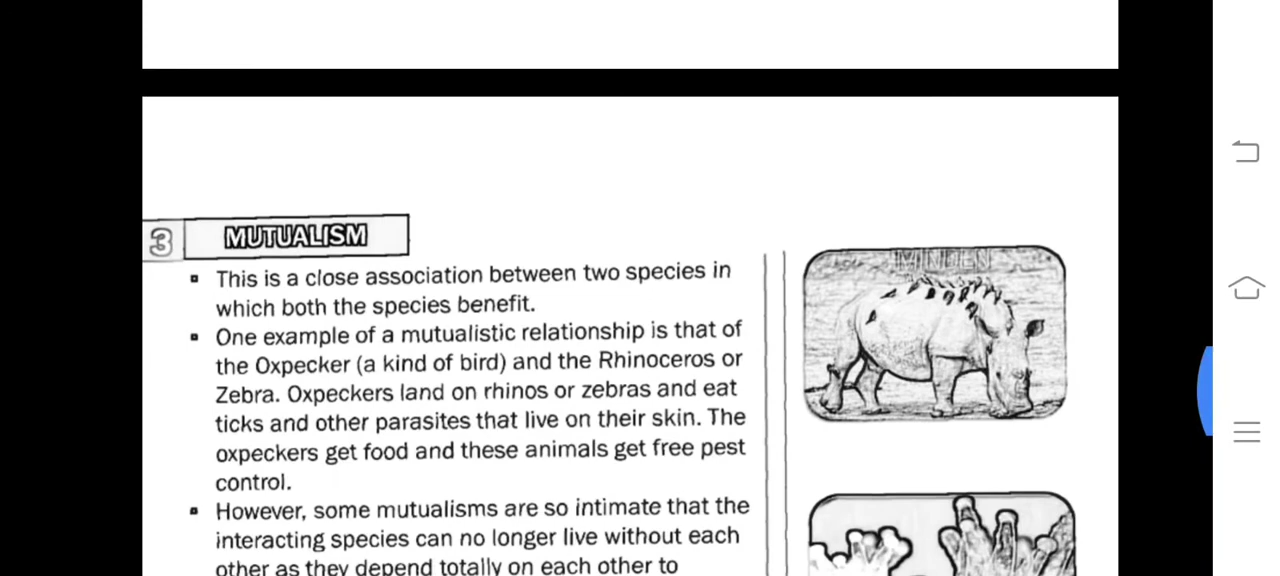 3 MUTUALISM
▫ This is a close association between two species in
which both the species benefit.
▫ One example of a mutualistic relationship is that of
the Oxpecker (a kind of bird) and the Rhinoceros or
Zebra. Oxpeckers land on rhinos or zebras and eat
ticks and other parasites that live on their skin. The
oxpeckers get food and these animals get free pest
control.
▫ However, some mutualisms are so intimate that the
interacting species can no longer live without each
other as they depend totally on each other to
MINDEN